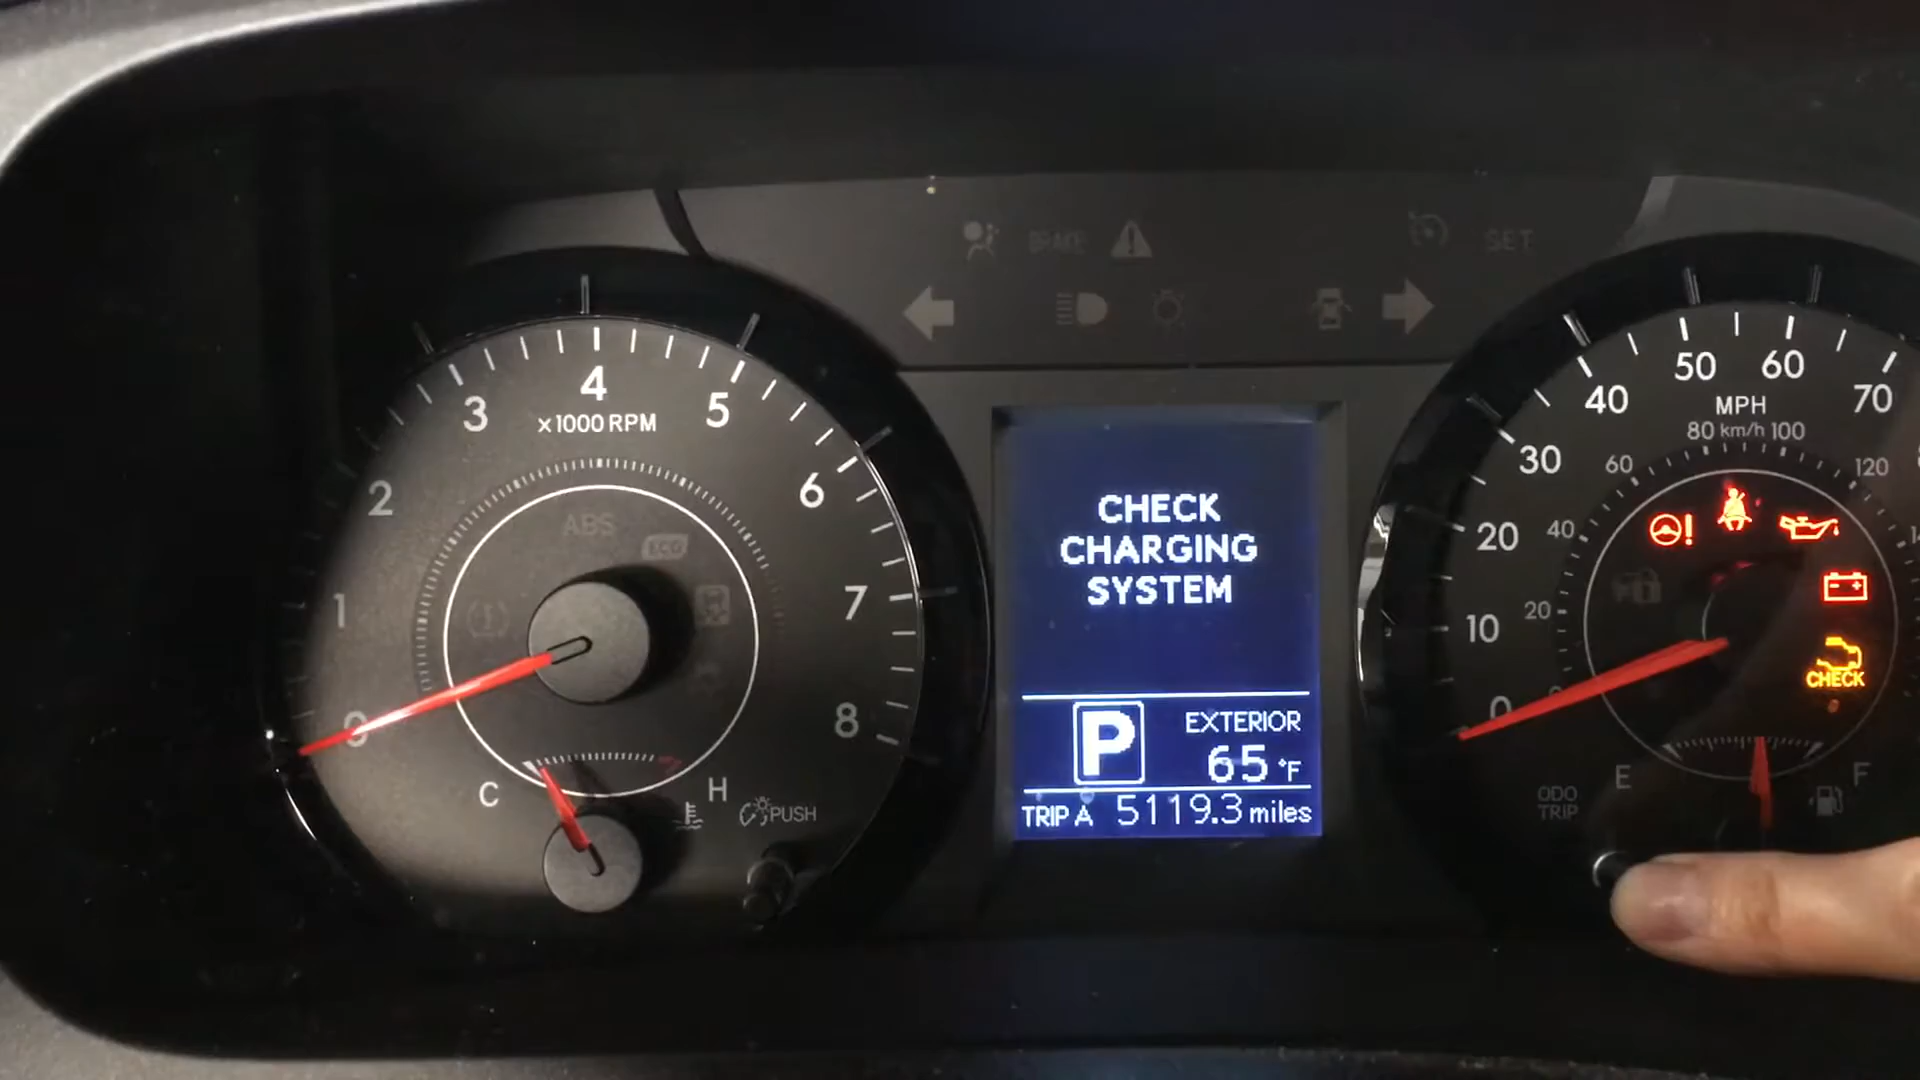 BRAKE
SET
1
2
3
4
5
6
7
8
x1000 RPM
ABS
ECO
0
C
H
PUSH
CHECK
CHARGING
SYSTEM
P
EXTERIOR
65 °F
TRIP A 5119.3 miles
0
10
20
30
40
50
60
70
MPH
80 km/h 100
20
40
60
120
CHECK
E
F
ODO
TRIP